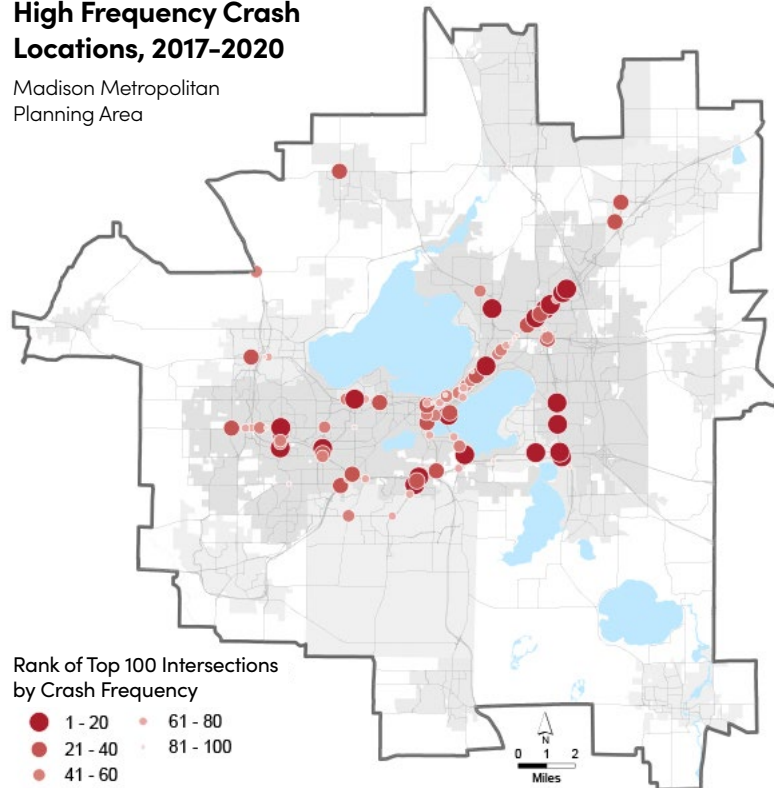 High Frequency Crash
Locations, 2017-2020
Madison Metropolitan
Planning Area
Rank of Top 100 Intersections
by Crash Frequency
1 - 20
61 - 80
21 - 40
81 - 100
41 - 60
N
0 1 2
Miles